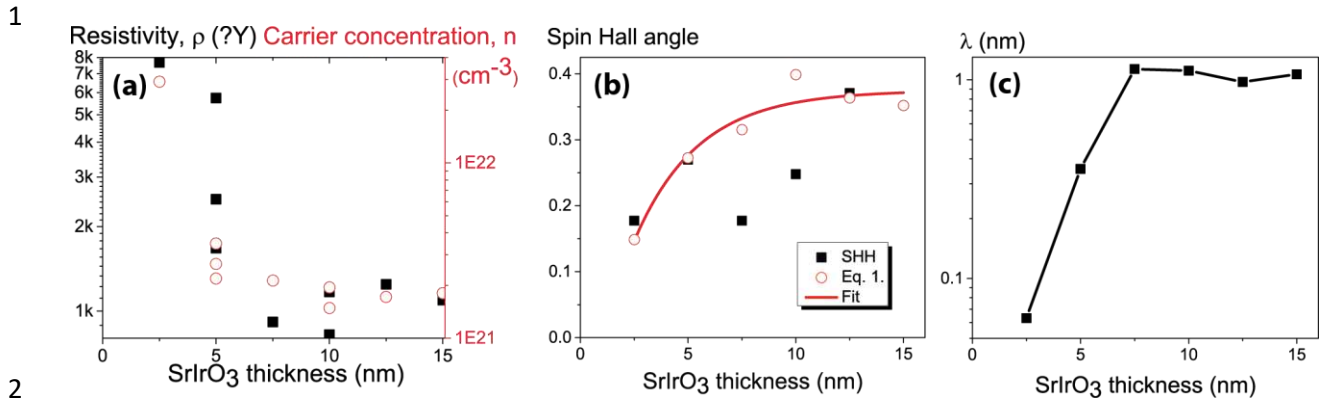 1
Resistivity, ρ (?Y) Carrier concentration, n
(cm-3)
(a)
8k
7k
6k
5k
4k
3k
2k
1k
1E22
1E21
0 5 10 15
SrIrO3 thickness (nm)
Spin Hall angle
(b)
0.4
0.3
0.2
0.1
0.0
SHH
Eq. 1.
Fit
0 5 10 15
SrIrO3 thickness (nm)
λ (nm)
(c)
1
0.1
0 5 10 15
SrIrO3 thickness (nm)
2